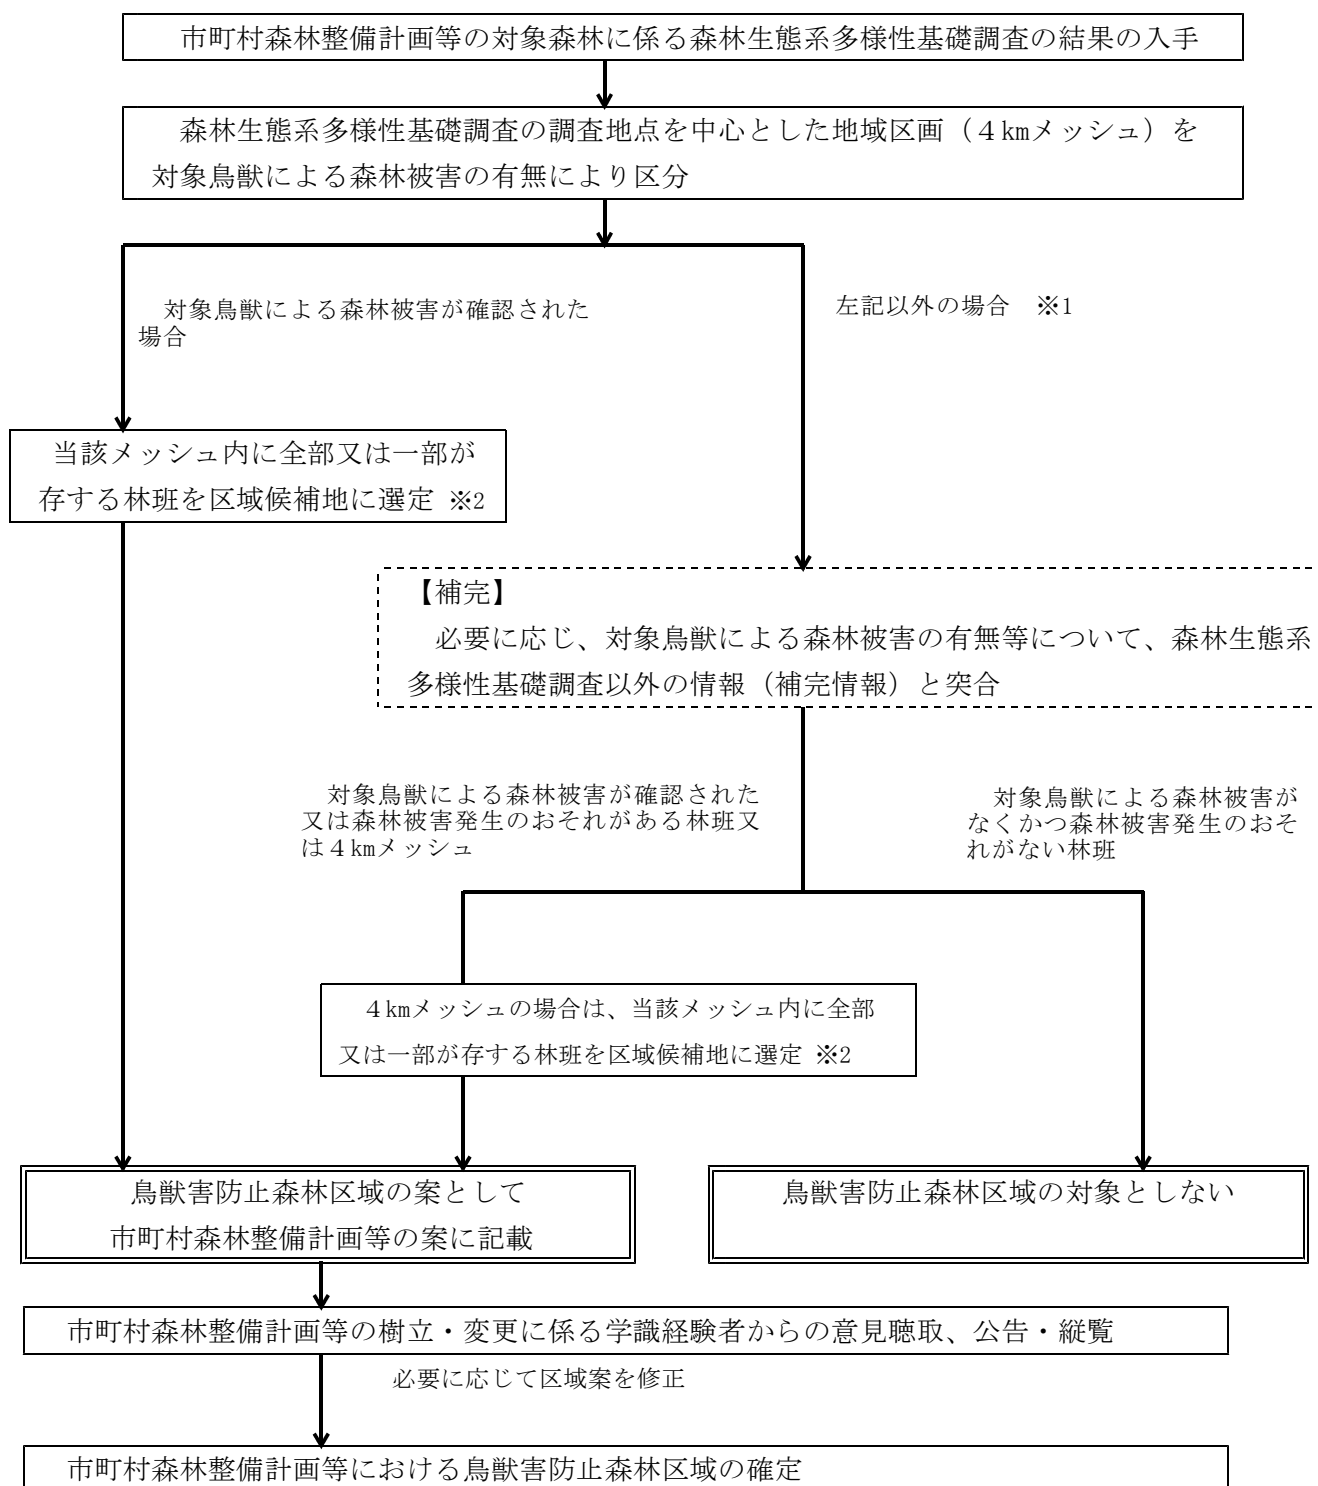 市町村森林整備計画等の対象森林に係る森林生態系多様性基礎調査の結果の入手
森林生態系多様性基礎調査の調査地点を中心とした地域区画（４kmメッシュ）を
対象鳥獣による森林被害の有無により区分
対象鳥獣による森林被害が確認された
場合
左記以外の場合　※1
当該メッシュ内に全部又は一部が
存する林班を区域候補地に選定 ※2
【補完】
必要に応じ、対象鳥獣による森林被害の有無等について、森林生態系
多様性基礎調査以外の情報（補完情報）と突合
対象鳥獣による森林被害が確認された
又は森林被害発生のおそれがある林班又
は４kmメッシュ
対象鳥獣による森林被害が
なくかつ森林被害発生のおそ
れがない林班
４kmメッシュの場合は、当該メッシュ内に全部
又は一部が存する林班を区域候補地に選定 ※2
鳥獣害防止森林区域の案として
市町村森林整備計画等の案に記載
鳥獣害防止森林区域の対象としない
市町村森林整備計画等の樹立・変更に係る学識経験者からの意見聴取、公告・縦覧
必要に応じて区域案を修正
市町村森林整備計画等における鳥獣害防止森林区域の確定